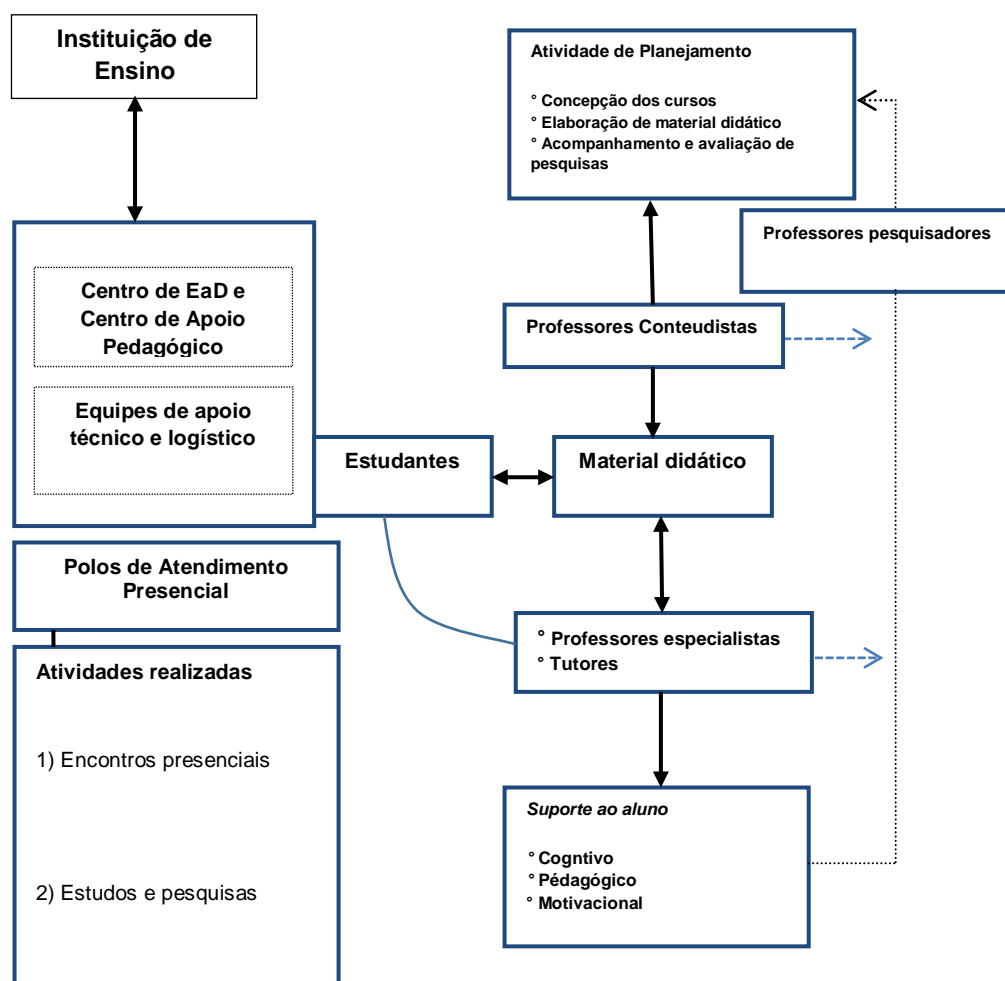 Instituição de
Ensino
Centro de EaD e
Centro de Apoio
Pedagógico
Equipes de apoio
técnico e logístico
Estudantes
Polos de Atendimento
Presencial
Atividades realizadas
1) Encontros presenciais
2) Estudos e pesquisas
Atividade de Planejamento
° Concepção dos cursos
° Elaboração de material didático
° Acompanhamento e avaliação de
pesquisas
Professores pesquisadores
Professores Conteudistas
Material didático
° Professores especialistas
° Tutores
Suporte ao aluno
° Cogntivo
° Pédagógico
° Motivacional